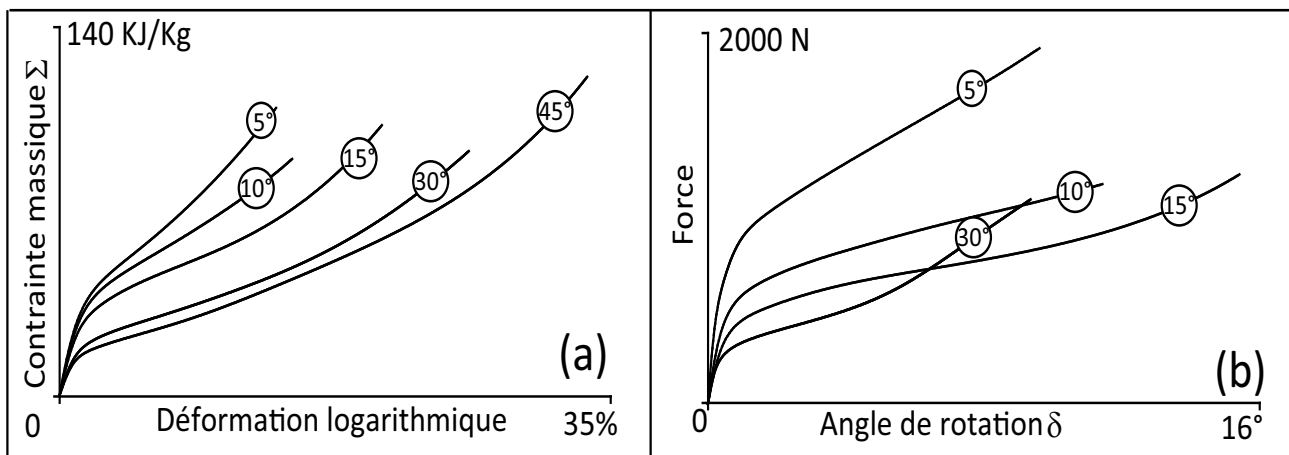 140 KJ/Kg
Contrainte massique Σ
5°
10°
15°
30°
45°
(a)
0
Déformation logarithmique
35%
2000 N
Force
5°
10°
15°
30°
(b)
0
Angle de rotation δ
16°